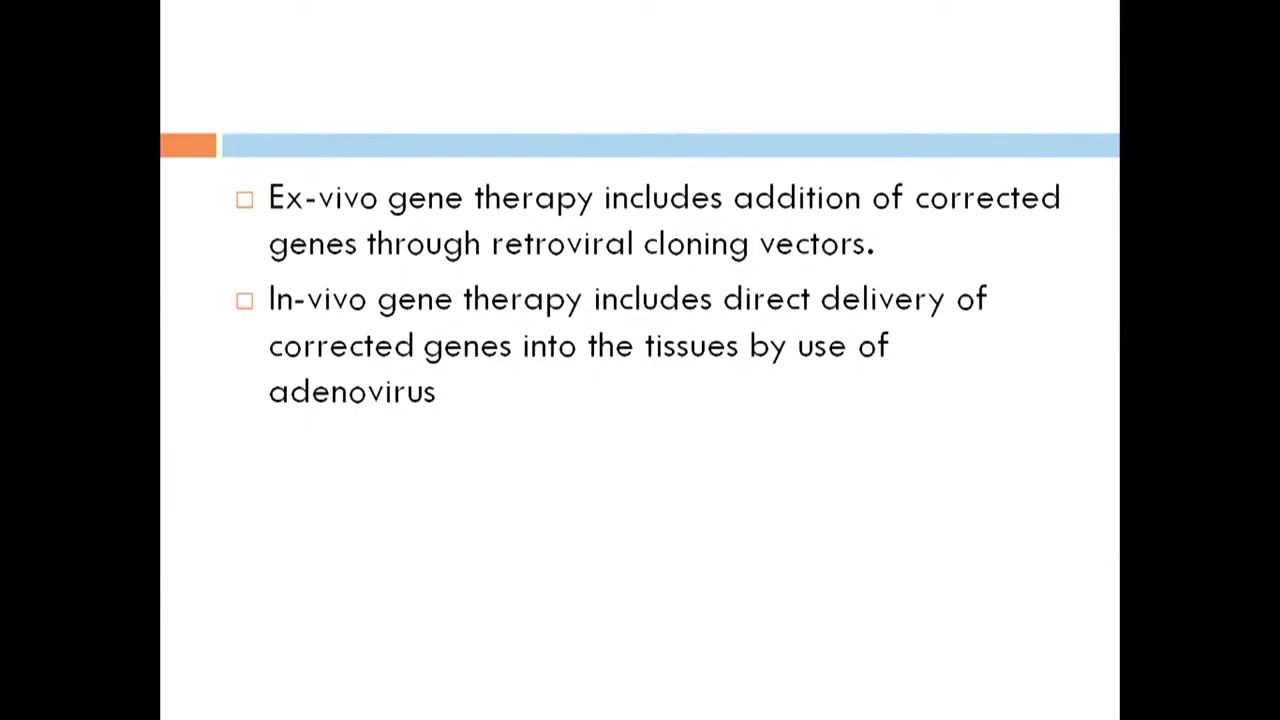 Ex-vivo gene therapy includes addition of corrected
genes through retroviral cloning vectors.
In-vivo gene therapy includes direct delivery of
corrected genes into the tissues by use of
adenovirus